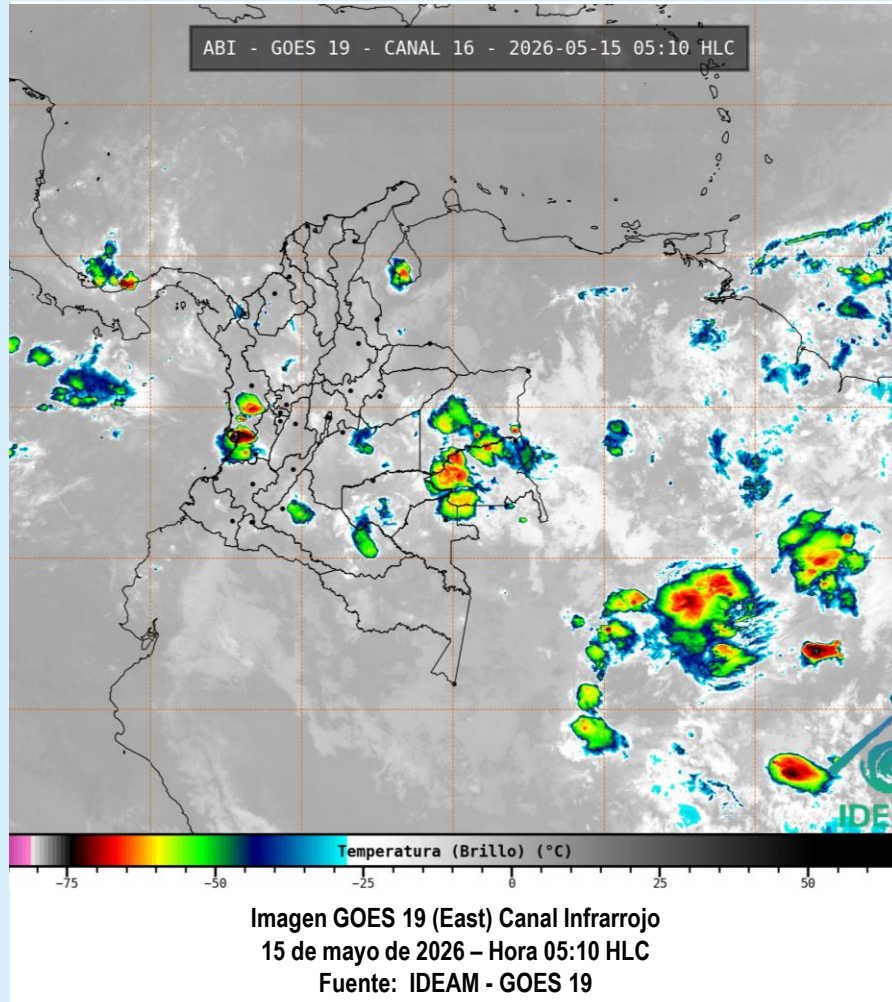 ABI - GOES 19 - CANAL 16 - 2026-05-15 05:10 HLC
Temperatura (Brillo) (°C)
−75 −50 −25 0 25 50
Imagen GOES 19 (East) Canal Infrarrojo
15 de mayo de 2026 – Hora 05:10 HLC
Fuente: IDEAM - GOES 19